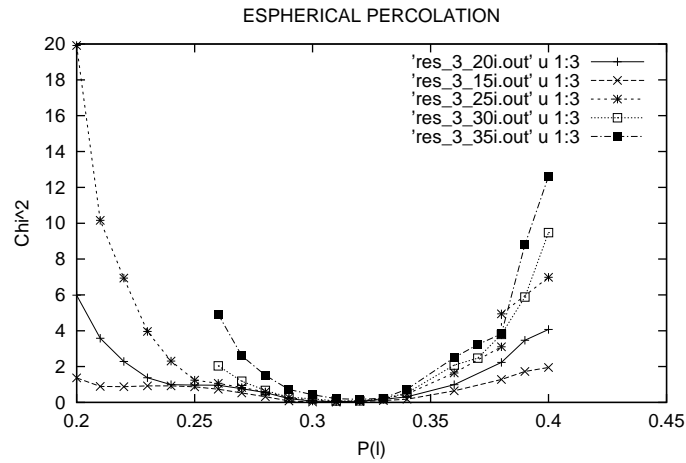 ESPHERICAL PERCOLATION
20
18
16
14
12
10
8
6
4
2
0
Chi^2
'res_3_20i.out' u 1:3
'res_3_15i.out' u 1:3
'res_3_25i.out' u 1:3
'res_3_30i.out' u 1:3
'res_3_35i.out' u 1:3
0.2 0.25 0.3 0.35 0.4 0.45
P(l)